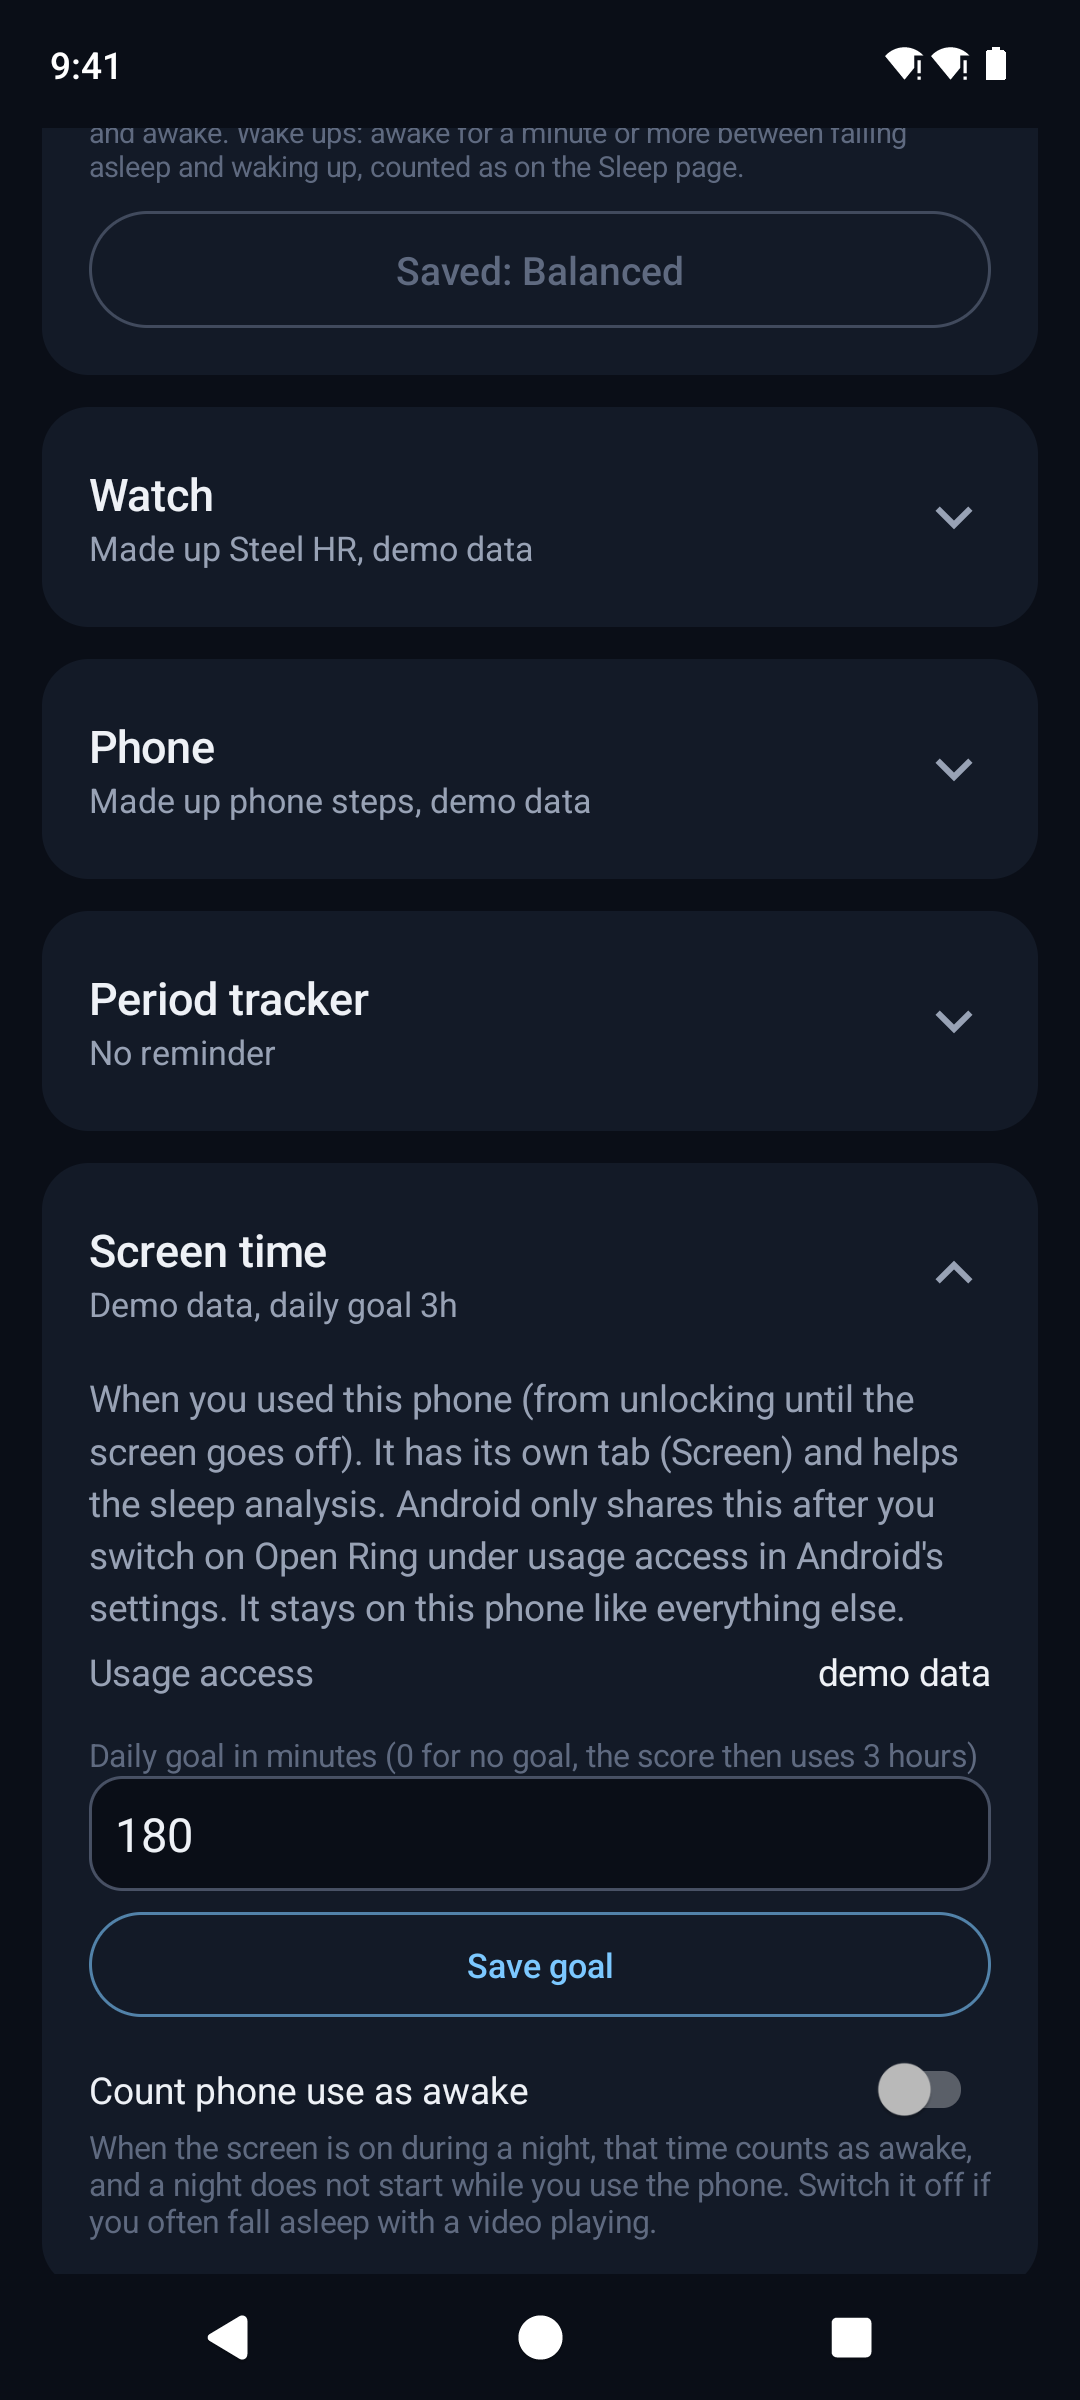 9:41
and awake. Wake ups: awake for a minute or more between falling
asleep and waking up, counted as on the Sleep page.
Saved: Balanced
Watch
Made up Steel HR, demo data
Phone
Made up phone steps, demo data
Period tracker
No reminder
Screen time
Demo data, daily goal 3h
When you used this phone (from unlocking until the
screen goes off). It has its own tab (Screen) and helps
the sleep analysis. Android only shares this after you
switch on Open Ring under usage access in Android's
settings. It stays on this phone like everything else.
Usage access demo data
Daily goal in minutes (0 for no goal, the score then uses 3 hours)
180
Save goal
Count phone use as awake
When the screen is on during a night, that time counts as awake,
and a night does not start while you use the phone. Switch it off if
you often fall asleep with a video playing.